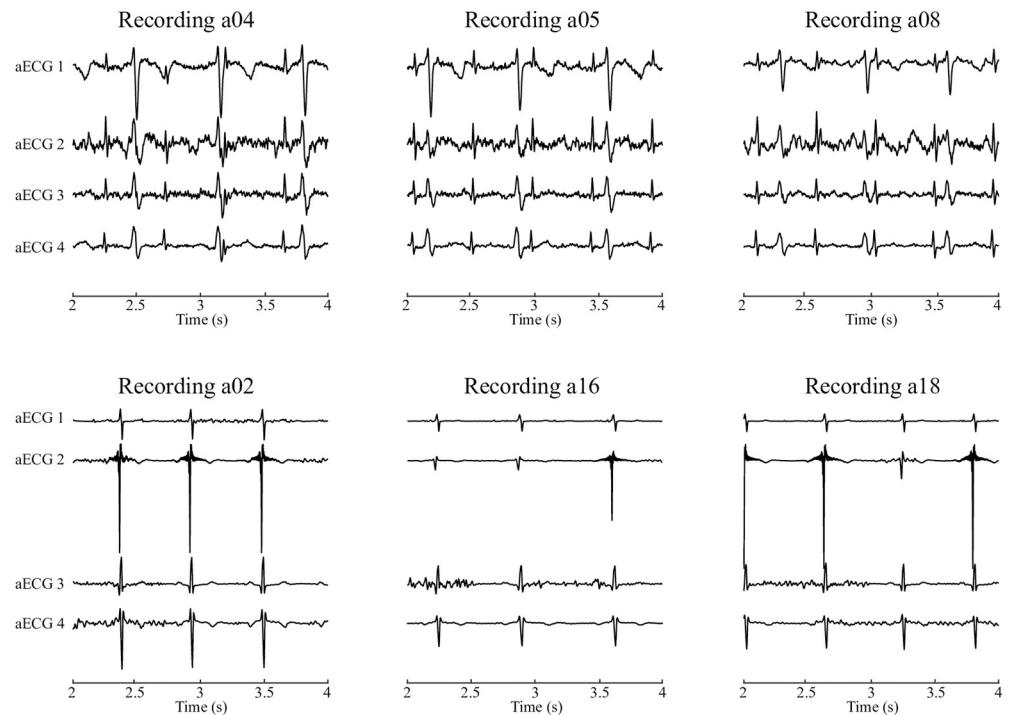 Recording a04
Recording a05
Recording a08
aECG 1
aECG 2
aECG 3
aECG 4
2 2.5 3 3.5 4
2 2.5 3 3.5 4
2 2.5 3 3.5 4
Time (s)
Time (s)
Time (s)
Recording a02
Recording a16
Recording a18
aECG 1
aECG 2
aECG 3
aECG 4
2 2.5 3 3.5 4
2 2.5 3 3.5 4
2 2.5 3 3.5 4
Time (s)
Time (s)
Time (s)